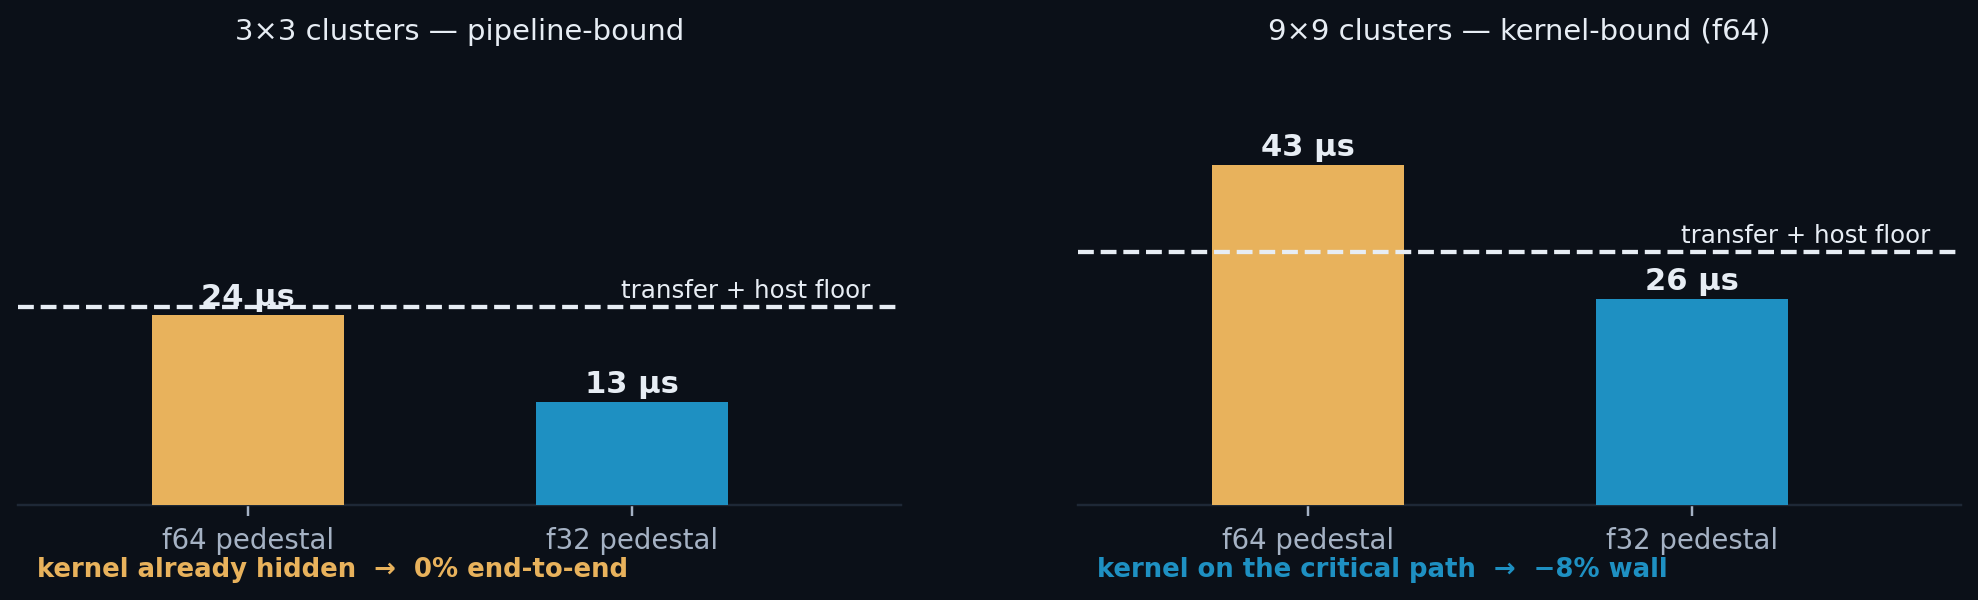 3×3 clusters — pipeline-bound
24 µs
transfer + host floor
13 µs
f64 pedestal
f32 pedestal
kernel already hidden → 0% end-to-end
9×9 clusters — kernel-bound (f64)
43 µs
transfer + host floor
26 µs
f64 pedestal
f32 pedestal
kernel on the critical path → −8% wall